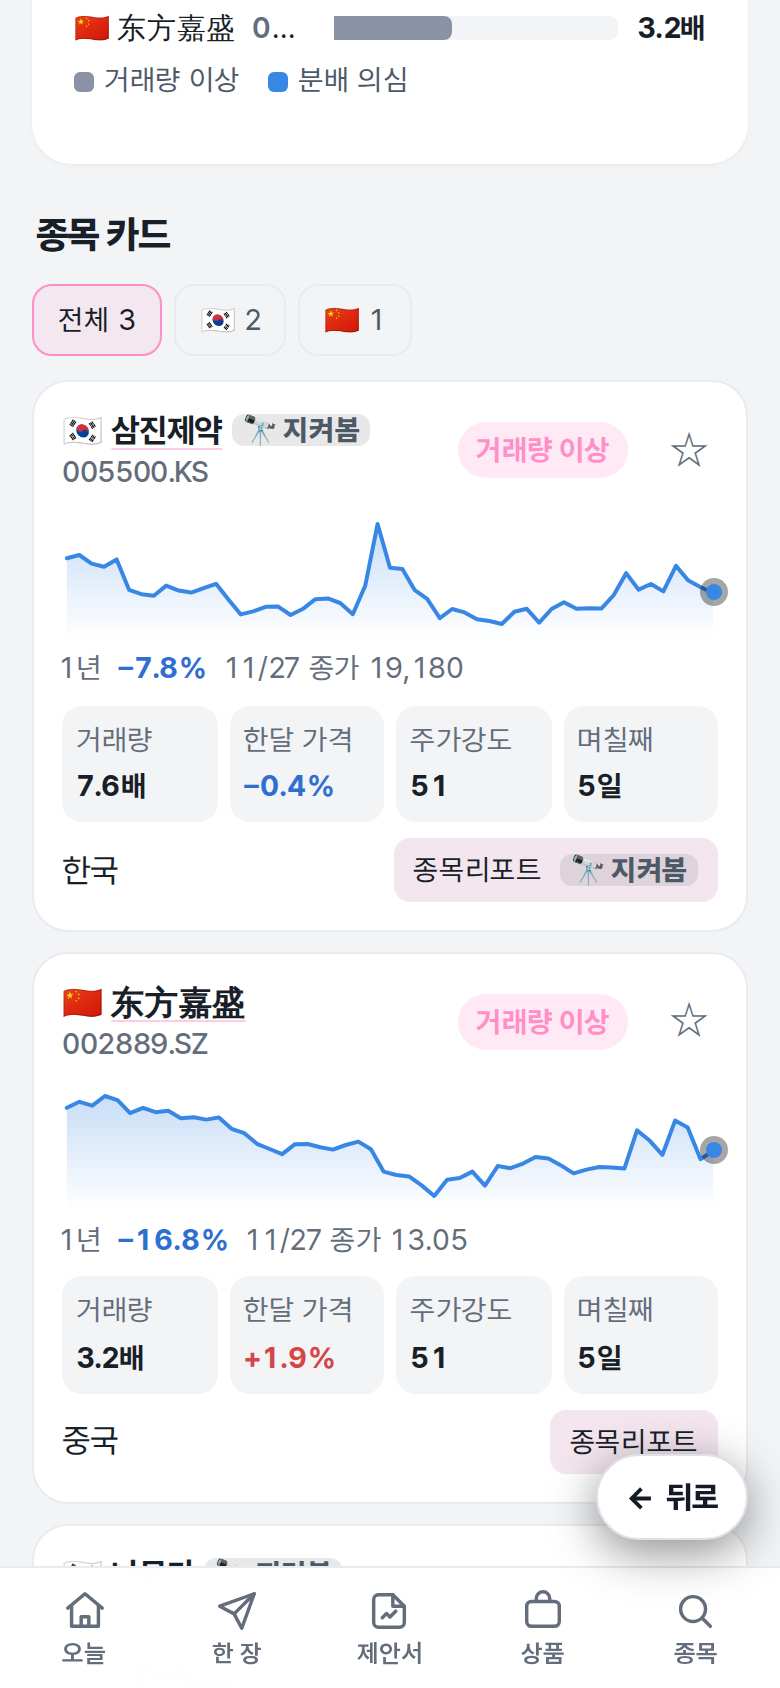 东方嘉盛 0... 3.2배
거래량 이상 분배 의심
종목 카드
전체 3 2 1
삼진제약 지켜봄
거래량 이상
005500.KS
1년 −7.8% 11/27 종가 19,180
거래량 한달 가격 주가강도 며칠째
7.6배 −0.4% 51 5일
한국 종목리포트 지켜봄
东方嘉盛
거래량 이상
002889.SZ
1년 −16.8% 11/27 종가 13.05
거래량 한달 가격 주가강도 며칠째
3.2배 +1.9% 51 5일
중국 종목리포트
← 뒤로
오늘 한 장 제안서 상품 종목